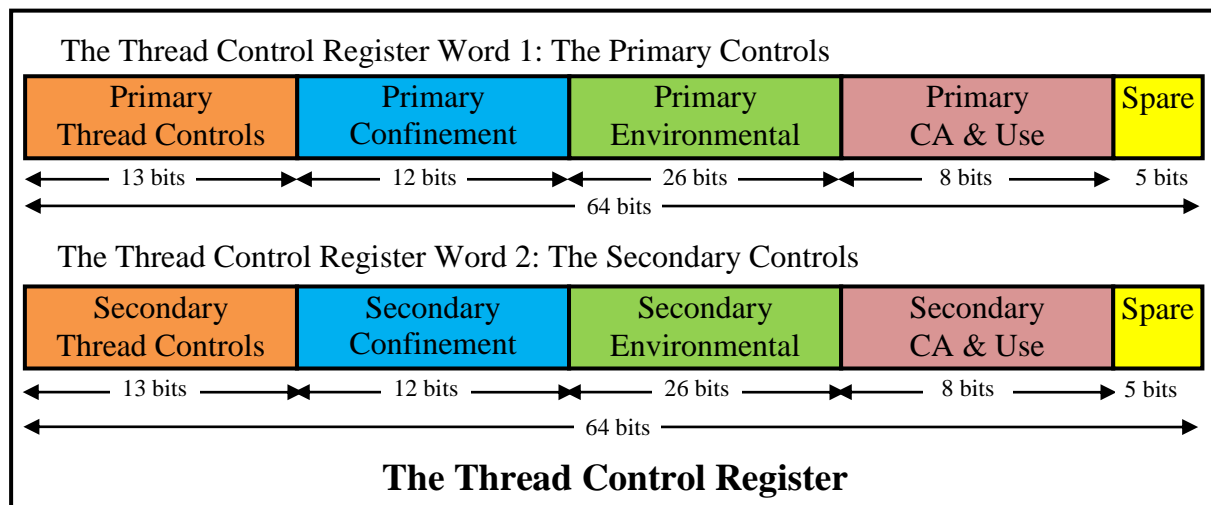 The Thread Control Register Word 1: The Primary Controls
Primary Thread Controls
Primary Confinement
Primary Environmental
Primary CA & Use
Spare
13 bits
12 bits
26 bits
8 bits
5 bits
64 bits
The Thread Control Register Word 2: The Secondary Controls
Secondary Thread Controls
Secondary Confinement
Secondary Environmental
Secondary CA & Use
Spare
13 bits
12 bits
26 bits
8 bits
5 bits
64 bits
The Thread Control Register